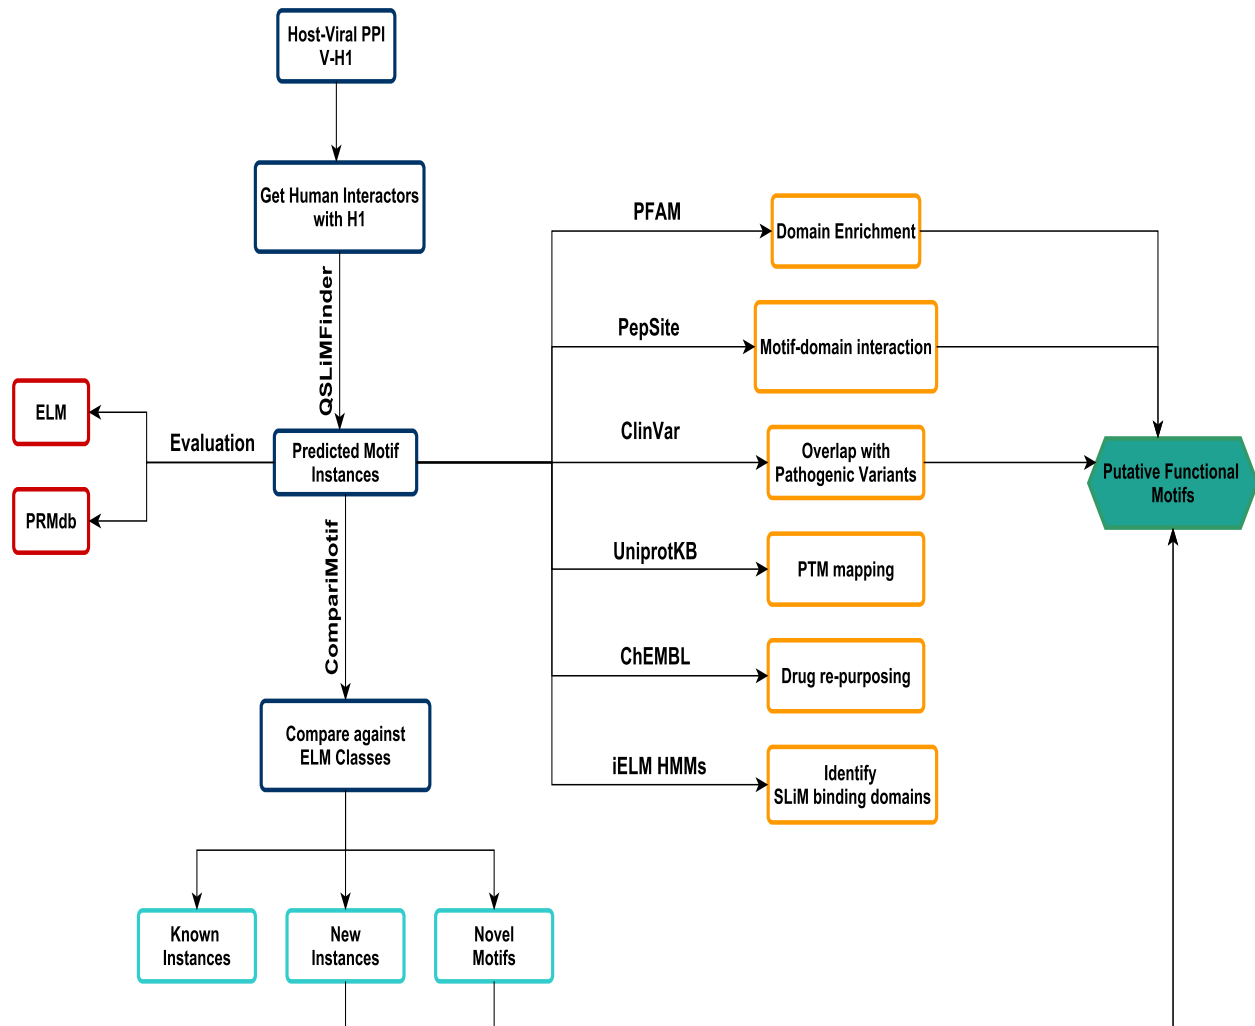 Host-Viral PPI
V-H1
Get Human Interactors
with H1
QSLiMFinder
PFAM
Domain Enrichment
PepSite
Motif-domain interaction
ELM
Evaluation
PRMdb
Predicted Motif
Instances
ClinVar
Overlap with
Pathogenic Variants
Putative Functional
Motifs
UniprotKB
PTM mapping
CompariMotif
ChEMBL
Drug re-purposing
Compare against
ELM Classes
iELM HMMs
Identify
SLiM binding domains
Known
Instances
New
Instances
Novel
Motifs